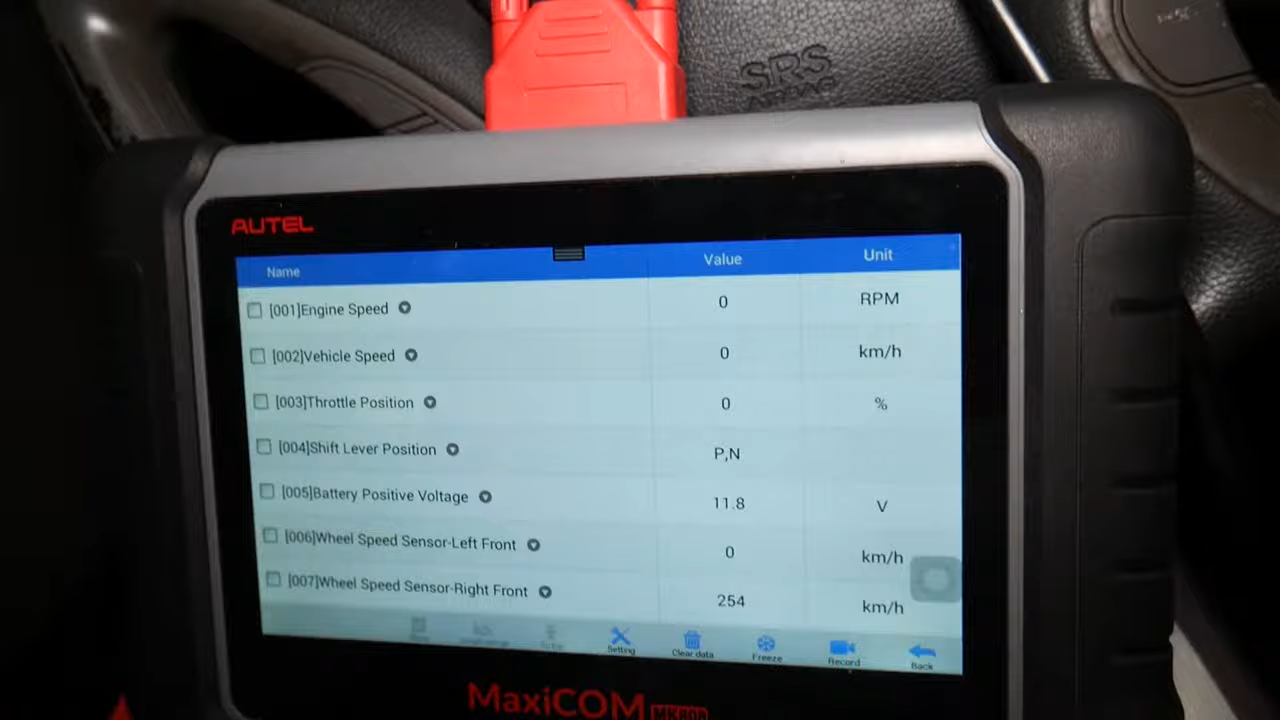 SRS
AUTEL
Name Value Unit
[001]Engine Speed 0 RPM
[002]Vehicle Speed 0 km/h
[003]Throttle Position 0 %
[004]Shift Lever Position P,N
[005]Battery Positive Voltage 11.8 V
[006]Wheel Speed Sensor-Left Front 0 km/h
[007]Wheel Speed Sensor-Right Front 254 km/h
Setting Clear data Freeze Record Back
MaxiCOM